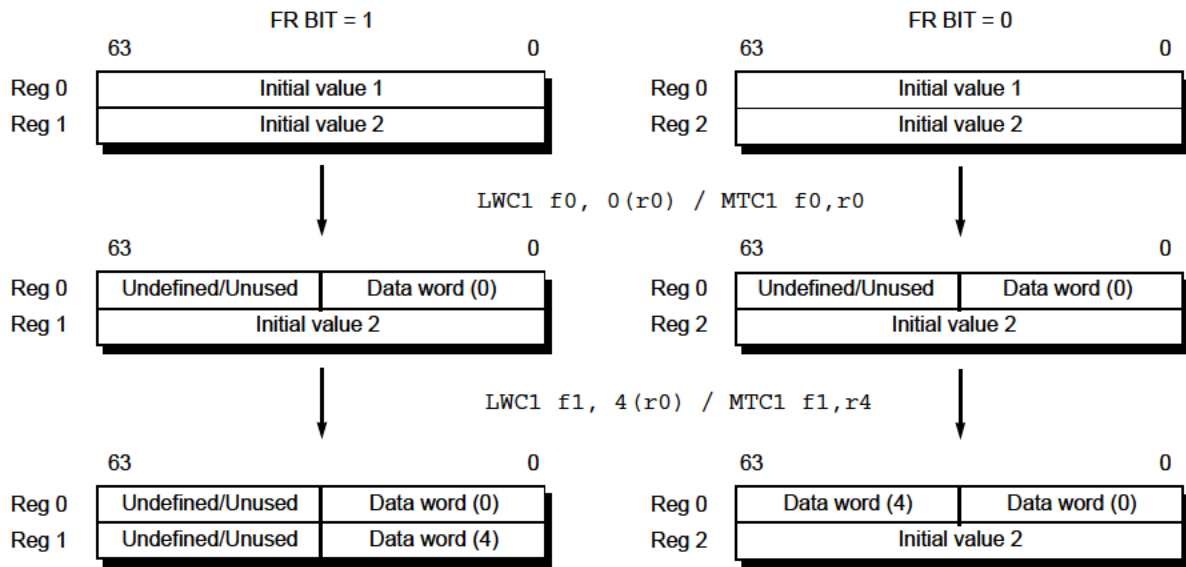 FR BIT = 1 FR BIT = 0
63 0 63 0
Reg 0 Initial value 1 Reg 0 Initial value 1
Reg 1 Initial value 2 Reg 2 Initial value 2
LWC1 f0, 0(r0) / MTC1 f0,r0
63 0 63 0
Reg 0 Undefined/Unused Data word (0) Reg 0 Undefined/Unused Data word (0)
Reg 1 Initial value 2 Reg 2 Initial value 2
LWC1 f1, 4(r0) / MTC1 f1,r4
63 0 63 0
Reg 0 Undefined/Unused Data word (0) Reg 0 Data word (4) Data word (0)
Reg 1 Undefined/Unused Data word (4) Reg 2 Initial value 2